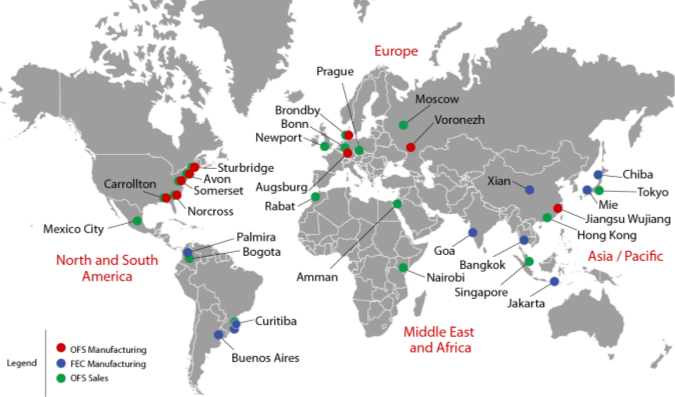 Europe
Prague
Moscow
Brondby
Voronezh
Bonn
Newport
Sturbridge
Avon
Xian
Chiba
Carrollton
Somerset
Augsburg
Tokyo
Rabat
Mie
Norcross
Jiangsu Wujiang
Mexico City
Hong Kong
Palmira
Goa
Bogota
Asia / Pacific
North and South
America
Bangkok
Amman
Nairobi
Singapore
Jakarta
Curitiba
Middle East
and Africa
OFS Manufacturing
Buenos Aires
Legend
FEC Manufacturing
OFS Sales